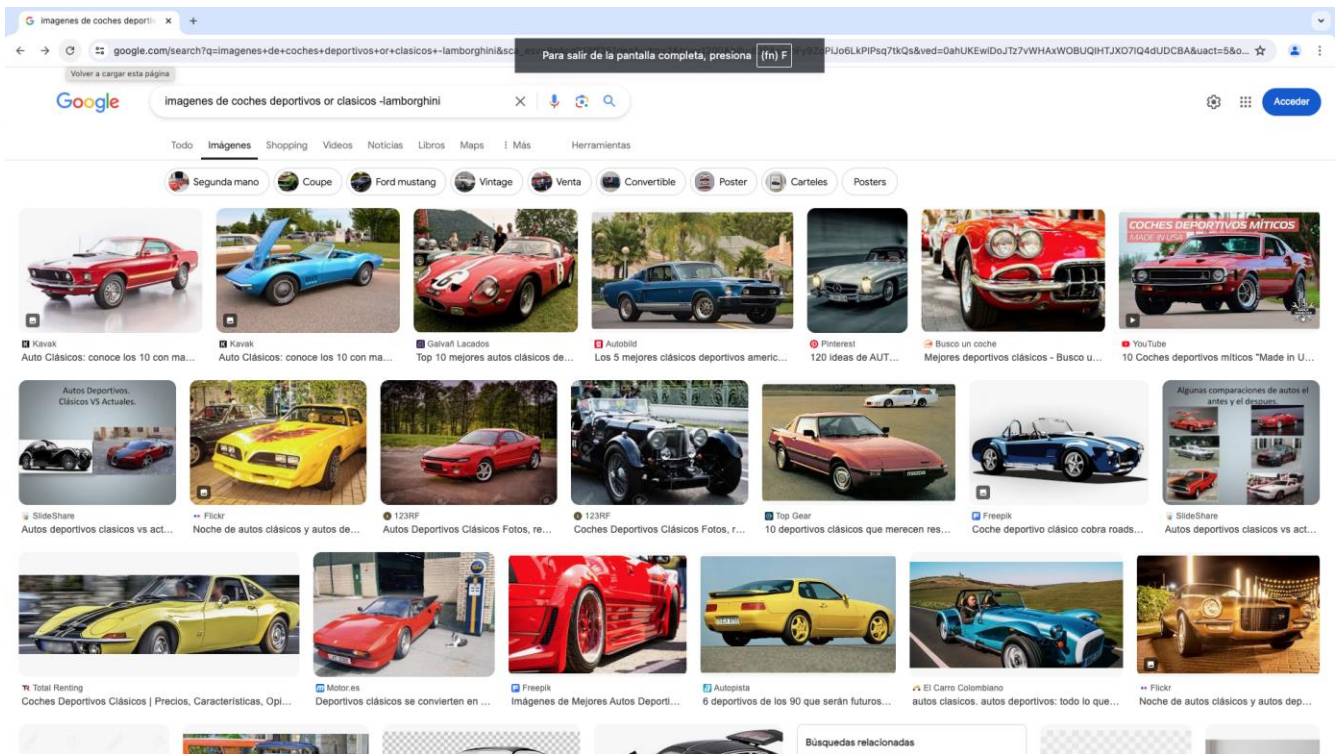 imagenes de coches deporti
google.com/search?q=imagenes+de+coches+deportivos+or+clasicos+-lamborghini&sca_es
PiJo6LkPIPsq7tkQs&ved=0ahUKEwiDoJTz7vWHAxWOBUQIHTJXO7IQ4dUDCBA&uact=5&o...
Para salir de la pantalla completa, presiona (fn) F
Volver a cargar esta página
Google
imagenes de coches deportivos or clasicos -lamborghini
Acceder
Todo Imágenes Shopping Videos Noticias Libros Maps Más Herramientas
Segunda mano Coupe Ford mustang Vintage Venta Convertible Poster Carteles Posters
COCHES DEPORTIVOS MÍTICOS
MADE IN USA
Kavak
Auto Clásicos: conoce los 10 con ma...
Kavak
Auto Clásicos: conoce los 10 con ma...
Galvañ Lacados
Top 10 mejores autos clásicos de...
Autobild
Los 5 mejores clásicos deportivos americ...
Pinterest
120 ideas de AUT...
Busco un coche
Mejores deportivos clásicos - Busco u...
YouTube
10 Coches deportivos míticos "Made in U...
Autos Deportivos.
Clásicos VS Actuales.
Algunas comparaciones de autos el
antes y el despues.
SlideShare
Autos deportivos clasicos vs act...
Flickr
Noche de autos clásicos y autos de...
123RF
Autos Deportivos Clásicos Fotos, re...
123RF
Coches Deportivos Clásicos Fotos, r...
Top Gear
10 deportivos clásicos que merecen res...
Freepik
Coche deportivo clásico cobra roads...
SlideShare
Autos deportivos clasicos vs act...
Total Renting
Coches Deportivos Clásicos | Precios, Características, Opi...
Motor.es
Deportivos clásicos se convierten en ...
Freepik
Imágenes de Mejores Autos Deporti...
Autopista
6 deportivos de los 90 que serán futuros...
El Carro Colombiano
autos clasicos. autos deportivos: todo lo que...
Flickr
Noche de autos clásicos y autos dep...
Búsquedas relacionadas